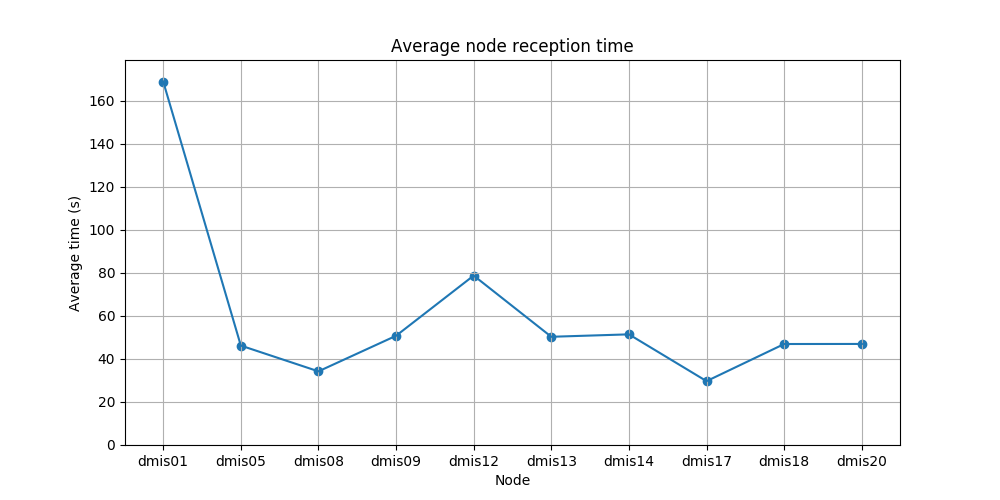 Average node reception time
Average time (s)
160
140
120
100
80
60
40
20
0
dmis01 dmis05 dmis08 dmis09 dmis12 dmis13 dmis14 dmis17 dmis18 dmis20
Node